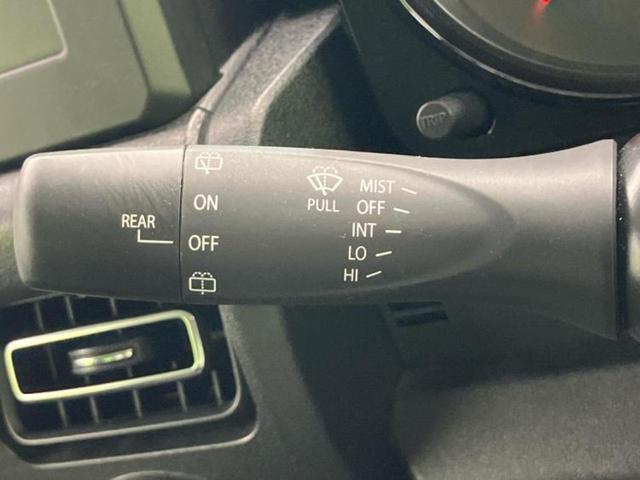 TRIP
MIST
OFF
INT
LO
HI
PULL
ON
REAR
OFF